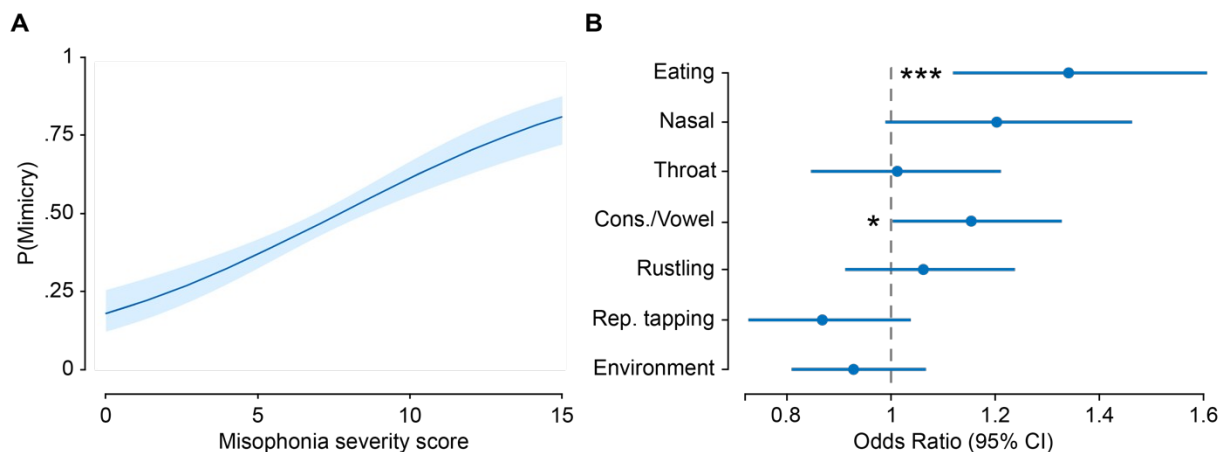 A
1
.75
.50
.25
0
P(Mimicry)
0 5 10 15
Misophonia severity score
B
Eating ***
Nasal
Throat
Cons./Vowel *
Rustling
Rep. tapping
Environment
0.8 1 1.2 1.4 1.6
Odds Ratio (95% CI)